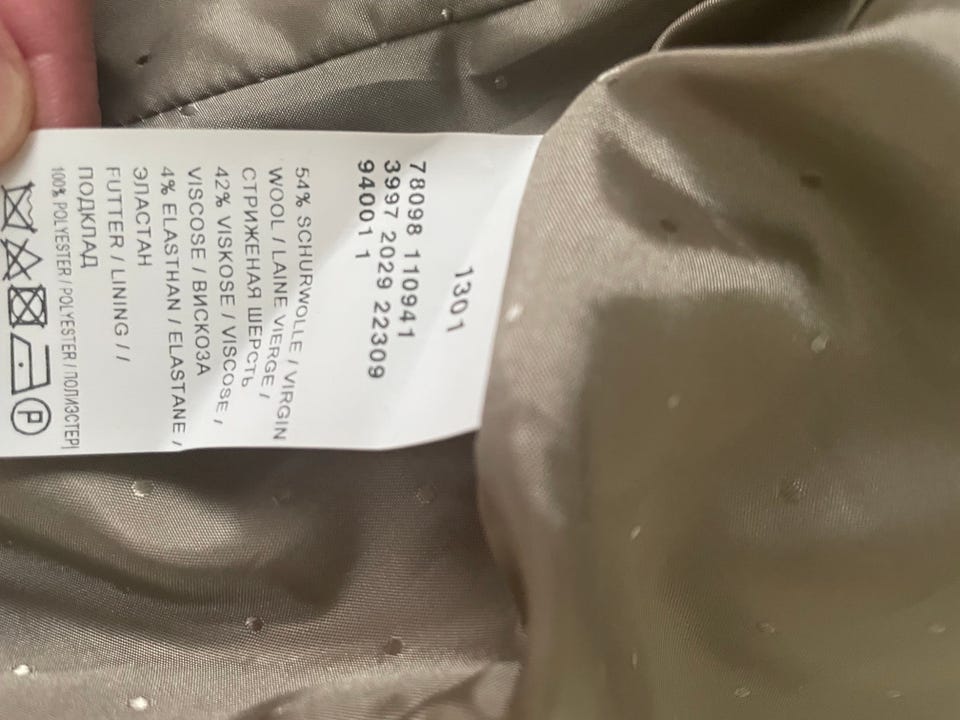 1301
78098 110941
3997 2029 22309
94001 1
54% SCHURWOLLE / VIRGIN
WOOL / LAINE VIERGE /
СТРИЖЕНАЯ ШЕРСТЬ
42% VISKOSE / VISCOSE /
VISCOSE / ВИСКОЗА
4% ELASTHAN / ELASTANE /
ЭЛАСТАН
FUTTER / LINING / /
ПОДКЛАД
100% POLYESTER / POLYESTER / ПОЛИЭСТЕР|
P